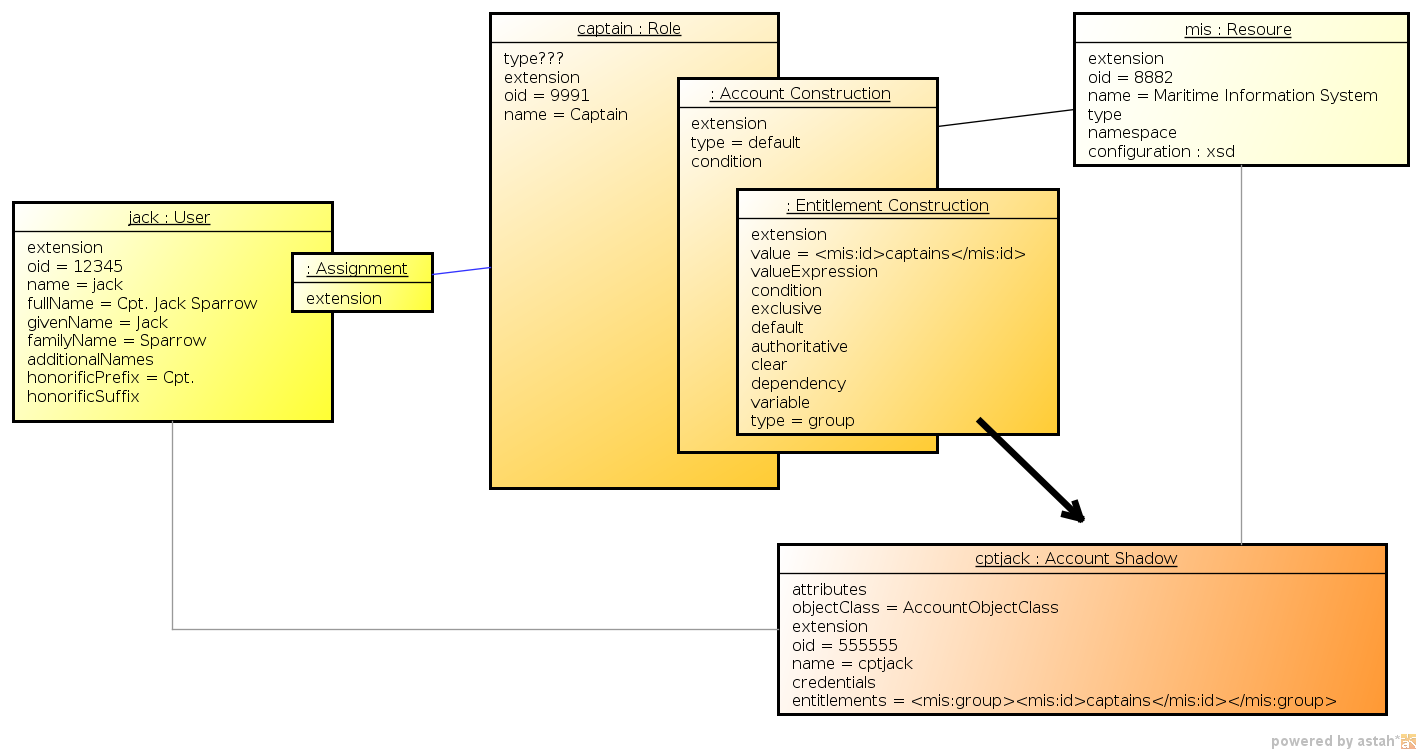 captain : Role
type???
extension
oid = 9991
name = Captain
: Account Construction
extension
type = default
condition
: Entitlement Construction
extension
value = <mis:id>captains</mis:id>
valueExpression
condition
exclusive
default
authoritative
clear
dependency
variable
type = group
mis : Resoure
extension
oid = 8882
name = Maritime Information System
type
namespace
configuration : xsd
jack : User
extension
oid = 12345
name = jack
fullName = Cpt. Jack Sparrow
givenName = Jack
familyName = Sparrow
additionalNames
honorificPrefix = Cpt.
honorificSuffix
: Assignment
extension
cptjack : Account Shadow
attributes
objectClass = AccountObjectClass
extension
oid = 555555
name = cptjack
credentials
entitlements = <mis:group><mis:id>captains</mis:id></mis:group>
powered by astah*